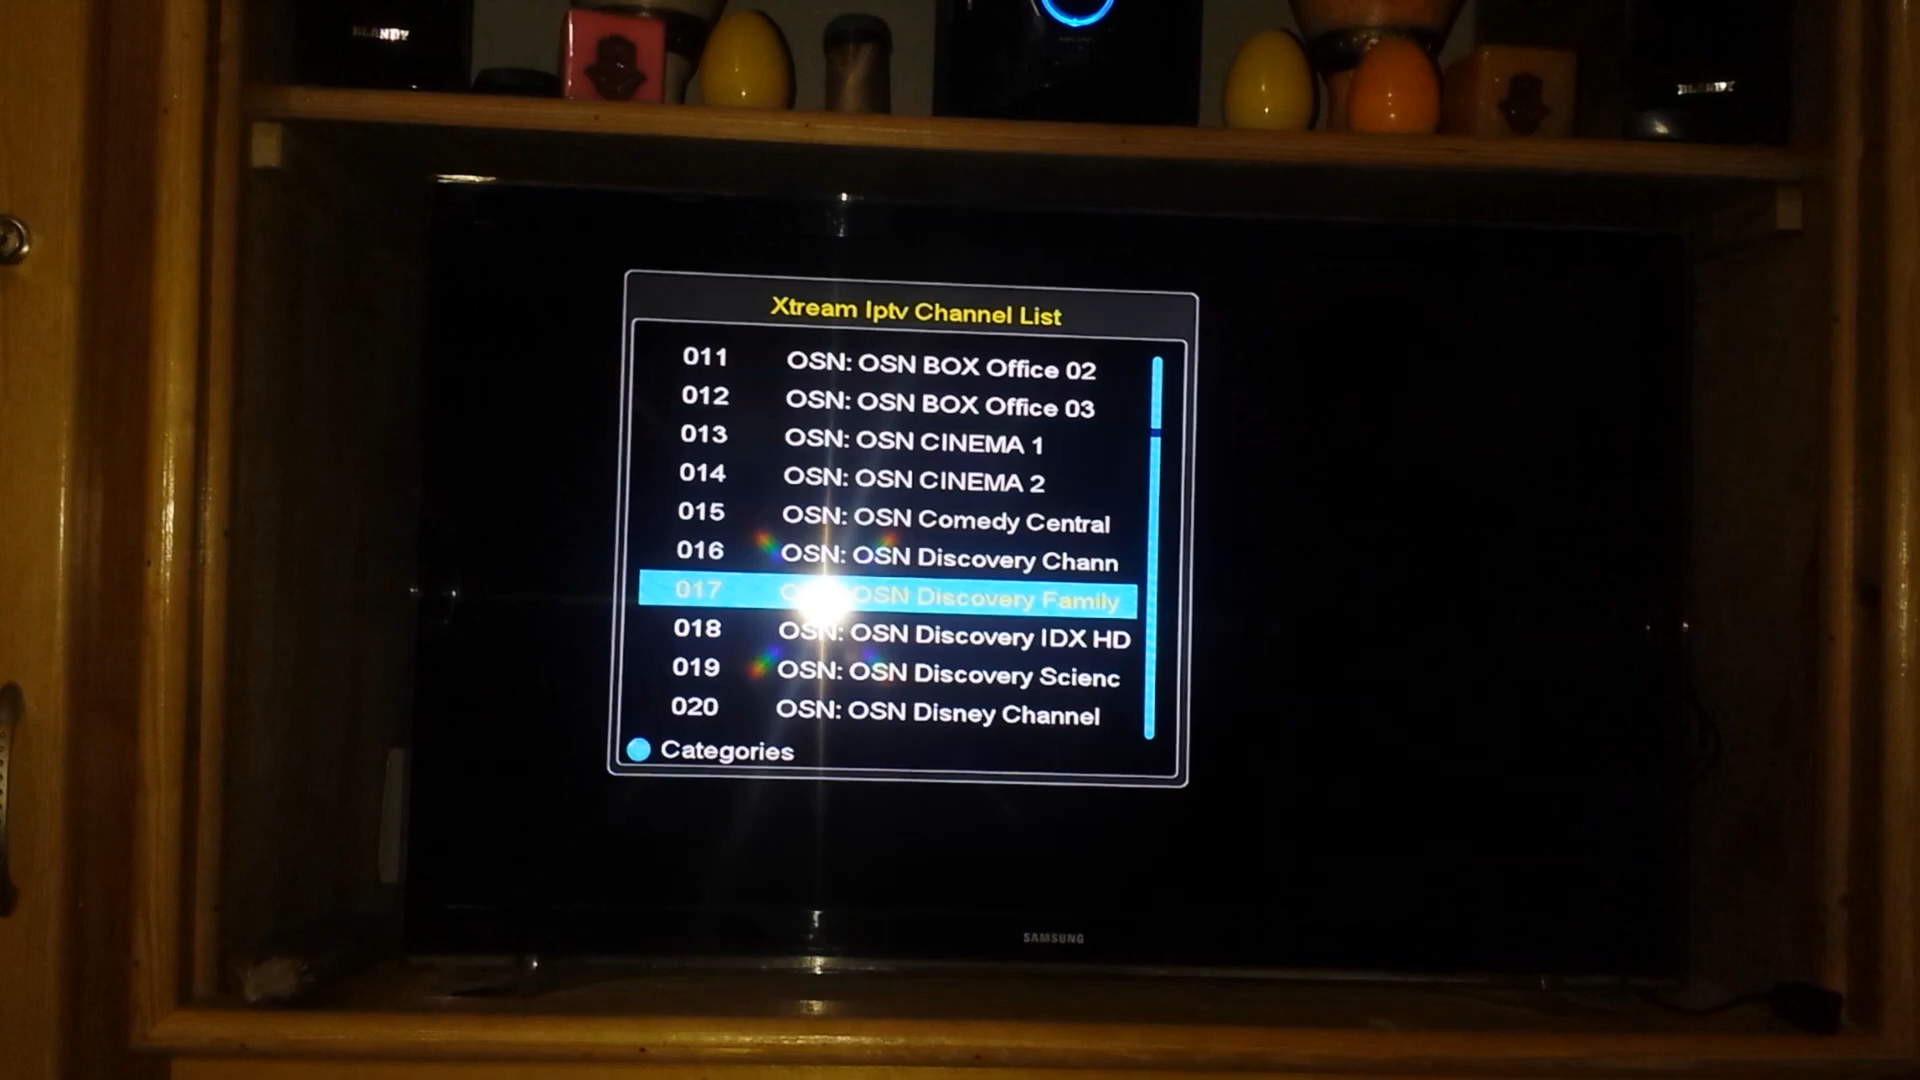 BLANDY
BLANDY
Xtream Iptv Channel List
011 OSN: OSN BOX Office 02
012 OSN: OSN BOX Office 03
013 OSN: OSN CINEMA 1
014 OSN: OSN CINEMA 2
015 OSN: OSN Comedy Central
016 OSN: OSN Discovery Chann
017 OSN Discovery Family
018 OSN: OSN Discovery IDX HD
019 OSN: OSN Discovery Scienc
020 OSN: OSN Disney Channel
Categories
SAMSUNG